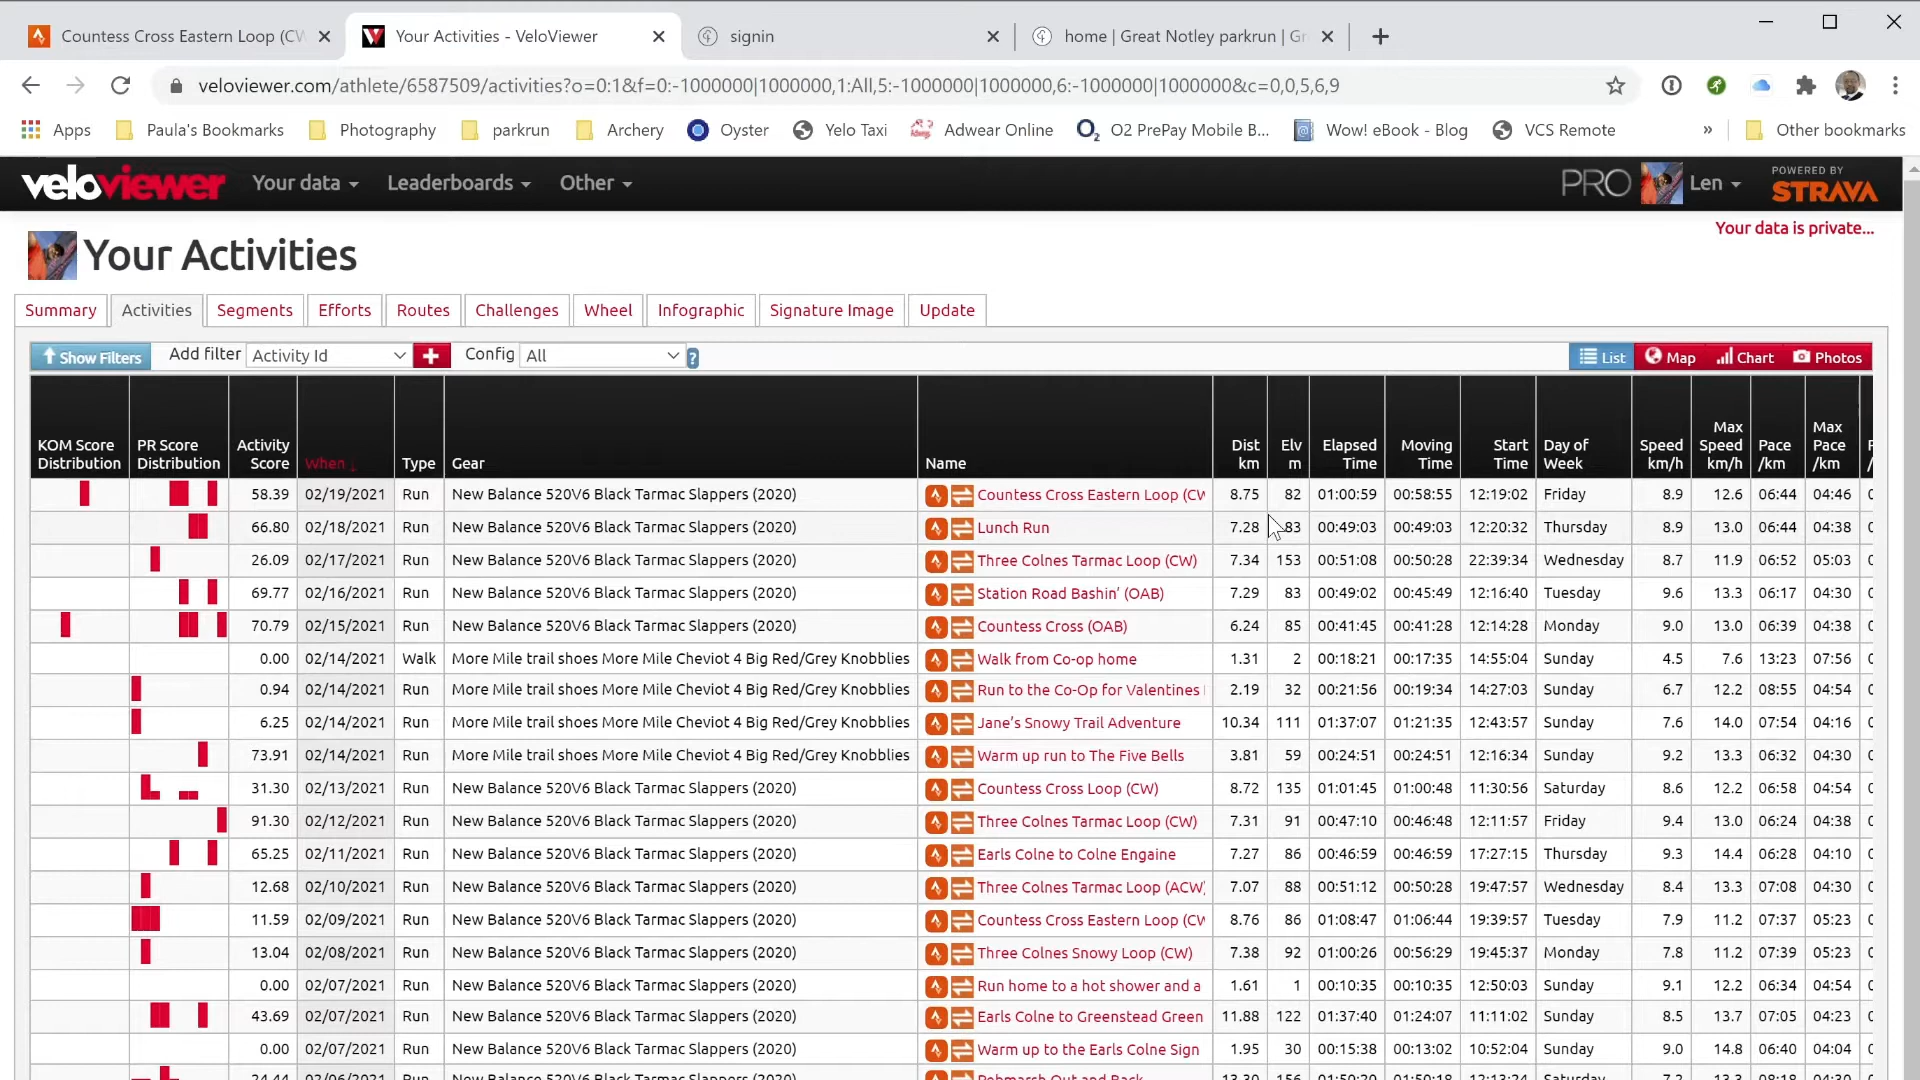 Countess Cross Eastern Loop (CW
Your Activities - VeloViewer
signin
home | Great Notley parkrun | Gr
veloviewer.com/athlete/6587509/activities?o=0:1&f=0:-1000000|1000000,1:All,5:-1000000|1000000,6:-1000000|1000000&c=0,0,5,6,9
Apps Paula's Bookmarks Photography parkrun Archery Oyster Yelo Taxi Adwear Online O2 PrePay Mobile B... Wow! eBook - Blog VCS Remote » Other bookmarks
veloviewer Your data Leaderboards Other PRO Len POWERED BY STRAVA
Your data is private...
Your Activities
Summary Activities Segments Efforts Routes Challenges Wheel Infographic Signature Image Update
Show Filters Add filter Activity Id Config All ? List Map Chart Photos
KOM Score Distribution PR Score Distribution Activity Score When ↓ Type Gear Name Dist km Elv m Elapsed Time Moving Time Start Time Day of Week Speed km/h Max Speed km/h Pace /km Max Pace /km
58.39 02/19/2021 Run New Balance 520V6 Black Tarmac Slappers (2020) Countess Cross Eastern Loop (CW 8.75 82 01:00:59 00:58:55 12:19:02 Friday 8.9 12.6 06:44 04:46
66.80 02/18/2021 Run New Balance 520V6 Black Tarmac Slappers (2020) Lunch Run 7.28 83 00:49:03 00:49:03 12:20:32 Thursday 8.9 13.0 06:44 04:38
26.09 02/17/2021 Run New Balance 520V6 Black Tarmac Slappers (2020) Three Colnes Tarmac Loop (CW) 7.34 153 00:51:08 00:50:28 22:39:34 Wednesday 8.7 11.9 06:52 05:03
69.77 02/16/2021 Run New Balance 520V6 Black Tarmac Slappers (2020) Station Road Bashin' (OAB) 7.29 83 00:49:02 00:45:49 12:16:40 Tuesday 9.6 13.3 06:17 04:30
70.79 02/15/2021 Run New Balance 520V6 Black Tarmac Slappers (2020) Countess Cross (OAB) 6.24 85 00:41:45 00:41:28 12:14:28 Monday 9.0 13.0 06:39 04:38
0.00 02/14/2021 Walk More Mile trail shoes More Mile Cheviot 4 Big Red/Grey Knobblies Walk from Co-op home 1.31 2 00:18:21 00:17:35 14:55:04 Sunday 4.5 7.6 13:23 07:56
0.94 02/14/2021 Run More Mile trail shoes More Mile Cheviot 4 Big Red/Grey Knobblies Run to the Co-Op for Valentines 2.19 32 00:21:56 00:19:34 14:27:03 Sunday 6.7 12.2 08:55 04:54
6.25 02/14/2021 Run More Mile trail shoes More Mile Cheviot 4 Big Red/Grey Knobblies Jane's Snowy Trail Adventure 10.34 111 01:37:07 01:21:35 12:43:57 Sunday 7.6 14.0 07:54 04:16
73.91 02/14/2021 Run More Mile trail shoes More Mile Cheviot 4 Big Red/Grey Knobblies Warm up run to The Five Bells 3.81 59 00:24:51 00:24:51 12:16:34 Sunday 9.2 13.3 06:32 04:30
31.30 02/13/2021 Run New Balance 520V6 Black Tarmac Slappers (2020) Countess Cross Loop (CW) 8.72 135 01:01:45 01:00:48 11:30:56 Saturday 8.6 12.2 06:58 04:54
91.30 02/12/2021 Run New Balance 520V6 Black Tarmac Slappers (2020) Three Colnes Tarmac Loop (CW) 7.31 91 00:47:10 00:46:48 12:11:57 Friday 9.4 13.0 06:24 04:38
65.25 02/11/2021 Run New Balance 520V6 Black Tarmac Slappers (2020) Earls Colne to Colne Engaine 7.27 86 00:46:59 00:46:59 17:27:15 Thursday 9.3 14.4 06:28 04:10
12.68 02/10/2021 Run New Balance 520V6 Black Tarmac Slappers (2020) Three Colnes Tarmac Loop (ACW) 7.07 88 00:51:12 00:50:28 19:47:57 Wednesday 8.4 13.3 07:08 04:30
11.59 02/09/2021 Run New Balance 520V6 Black Tarmac Slappers (2020) Countess Cross Eastern Loop (CW 8.76 86 01:08:47 01:06:44 19:39:57 Tuesday 7.9 11.2 07:37 05:23
13.04 02/08/2021 Run New Balance 520V6 Black Tarmac Slappers (2020) Three Colnes Snowy Loop (CW) 7.38 92 01:00:26 00:56:29 19:45:37 Monday 7.8 11.2 07:39 05:23
0.00 02/07/2021 Run New Balance 520V6 Black Tarmac Slappers (2020) Run home to a hot shower and a 1.61 1 00:10:35 00:10:35 12:50:03 Sunday 9.1 12.2 06:34 04:54
43.69 02/07/2021 Run New Balance 520V6 Black Tarmac Slappers (2020) Earls Colne to Greenstead Green 11.88 122 01:37:40 01:24:07 11:11:02 Sunday 8.5 13.7 07:05 04:23
0.00 02/07/2021 Run New Balance 520V6 Black Tarmac Slappers (2020) Warm up to the Earls Colne Sign 1.95 30 00:15:38 00:13:02 10:52:04 Sunday 9.0 14.8 06:40 04:04